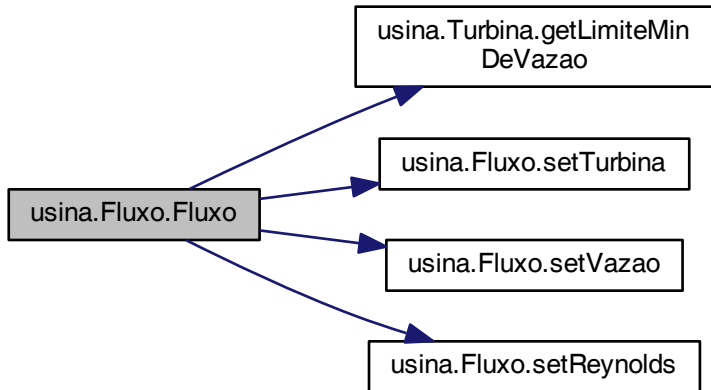 usina.Turbina.getLimiteMin
DeVazao
usina.Fluxo.setTurbina
usina.Fluxo.Fluxo
usina.Fluxo.setVazao
usina.Fluxo.setReynolds